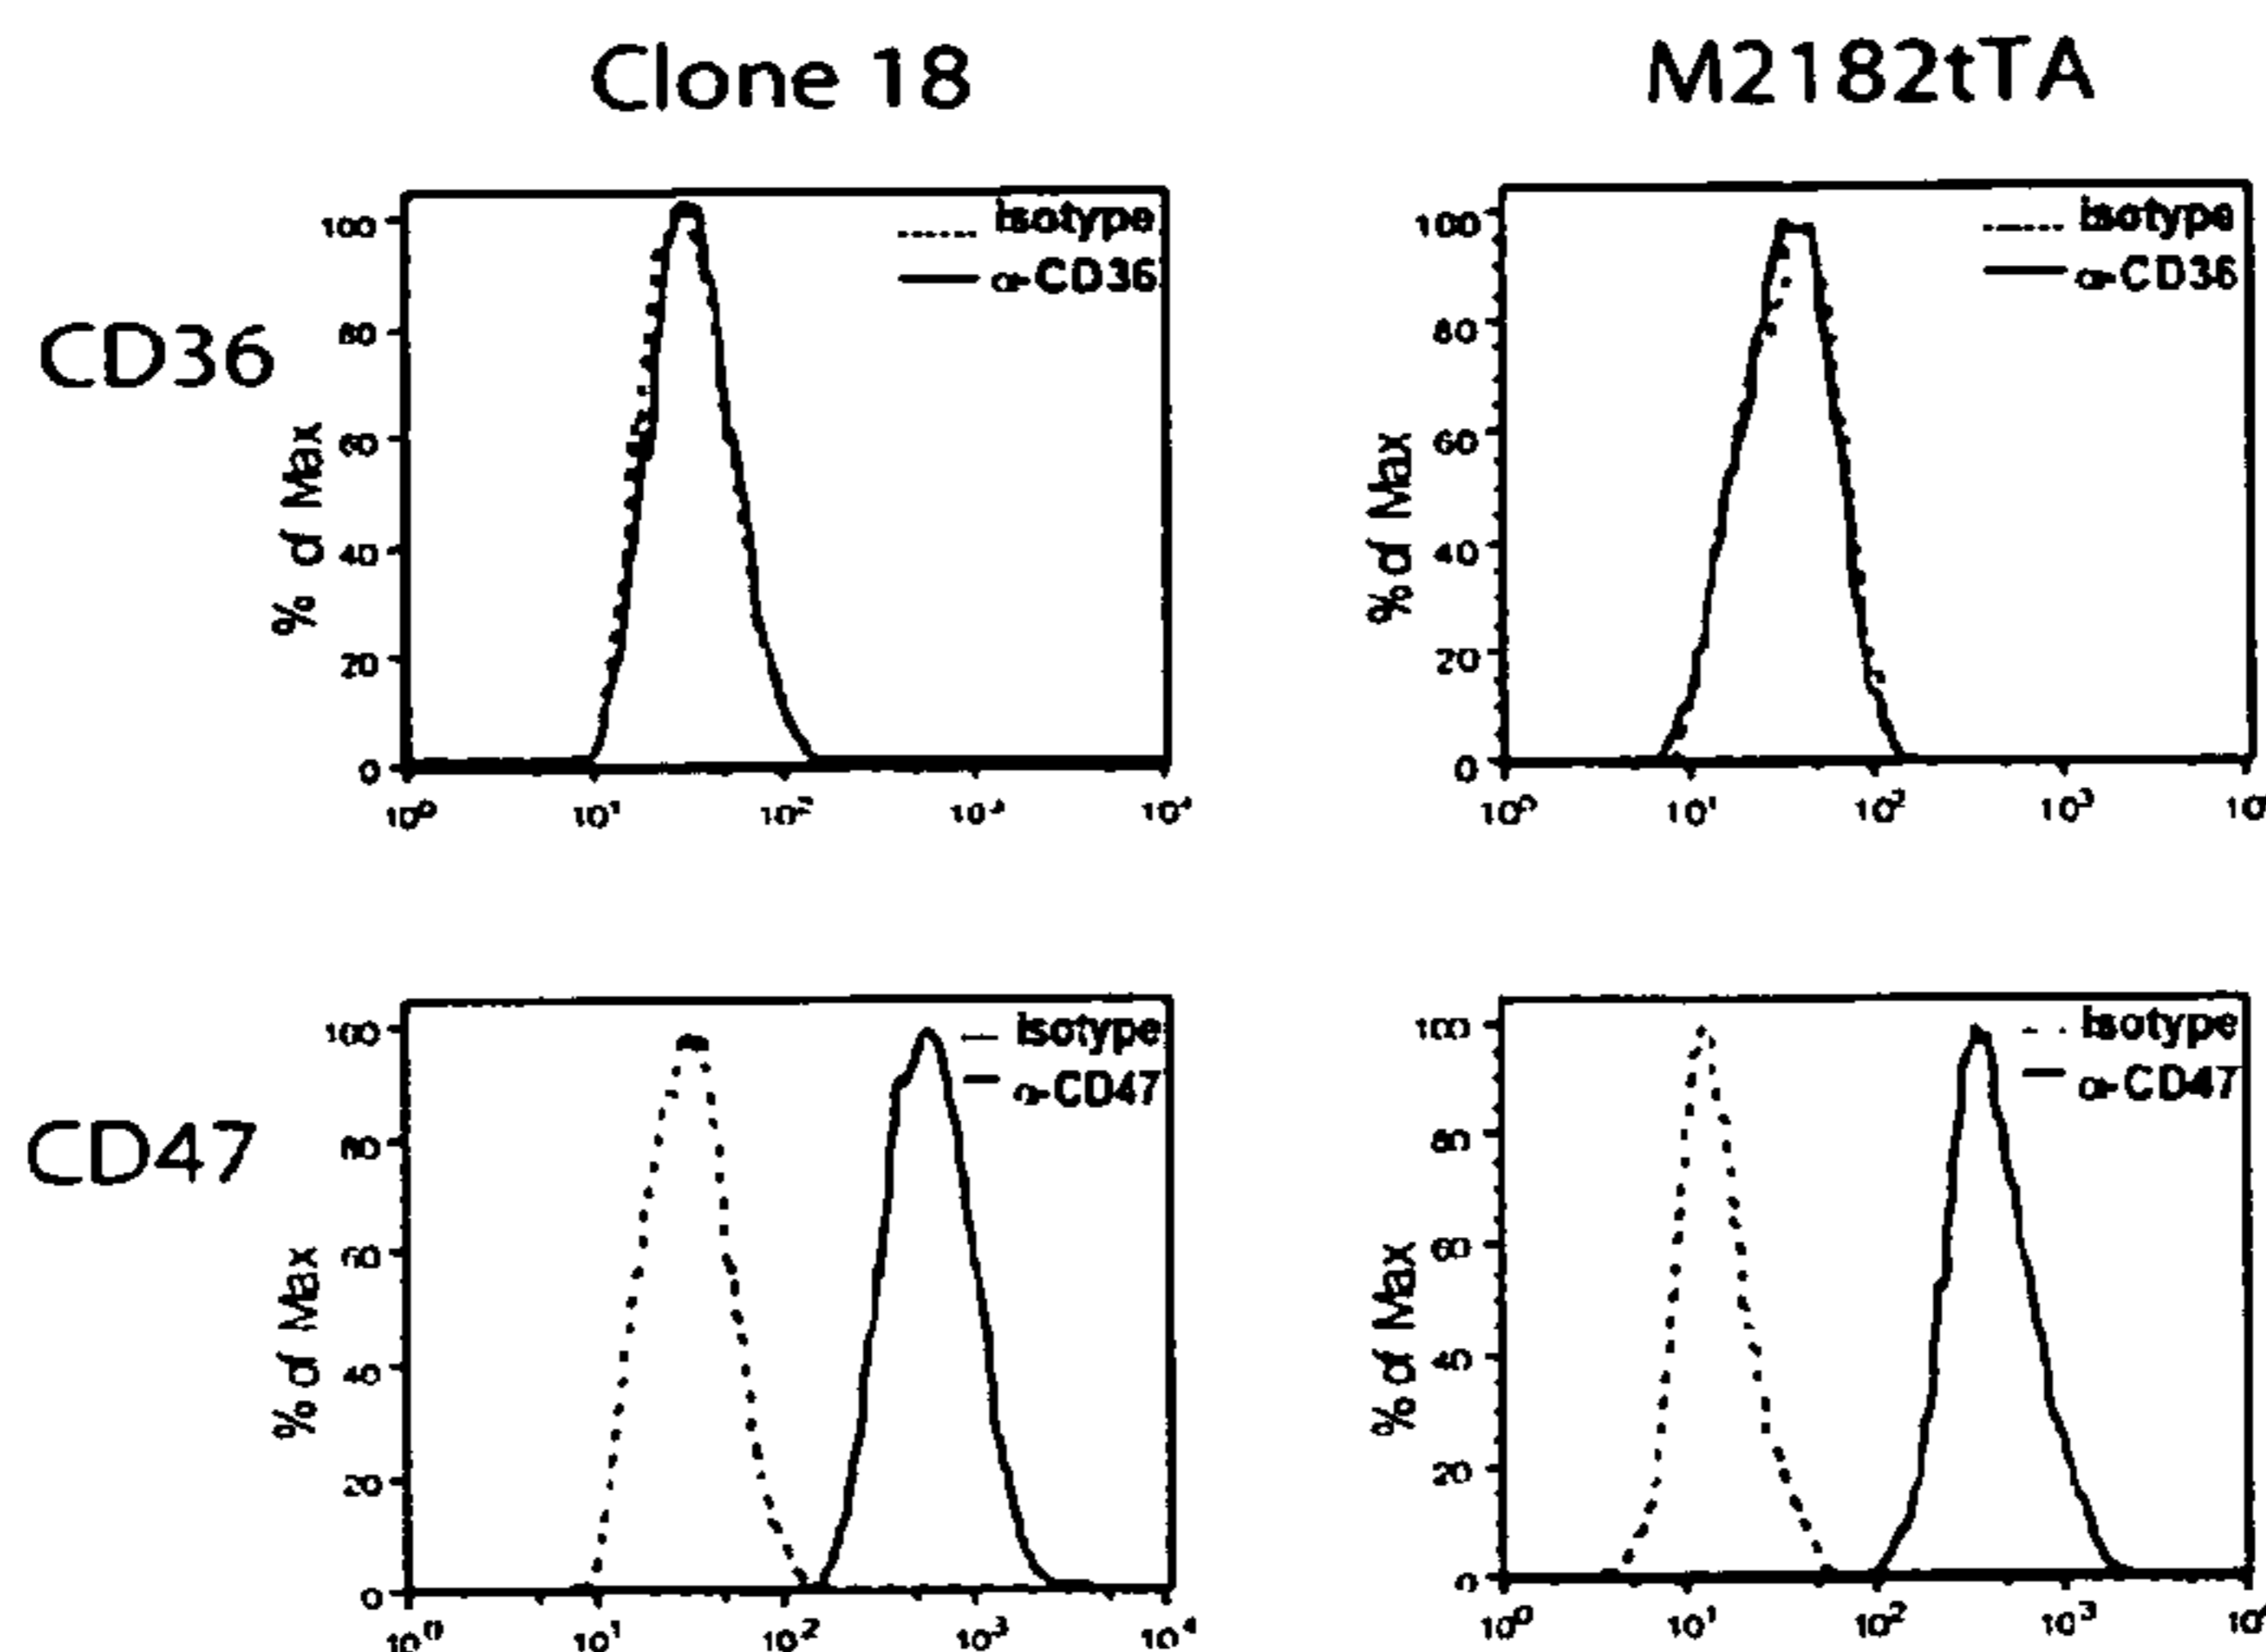 Clone 18
M2182tTA
CD36
% of Max
100
80
60
40
20
0
10⁰ 10¹ 10² 10³ 10⁴
isotype
α-CD36
% of Max
100
80
60
40
20
0
10⁰ 10¹ 10² 10³
isotype
α-CD36
CD47
% of Max
100
80
60
40
20
0
10⁰ 10¹ 10² 10³ 10⁴
isotype
α-CD47
% of Max
100
80
60
40
20
0
10⁰ 10¹ 10² 10³
isotype
α-CD47